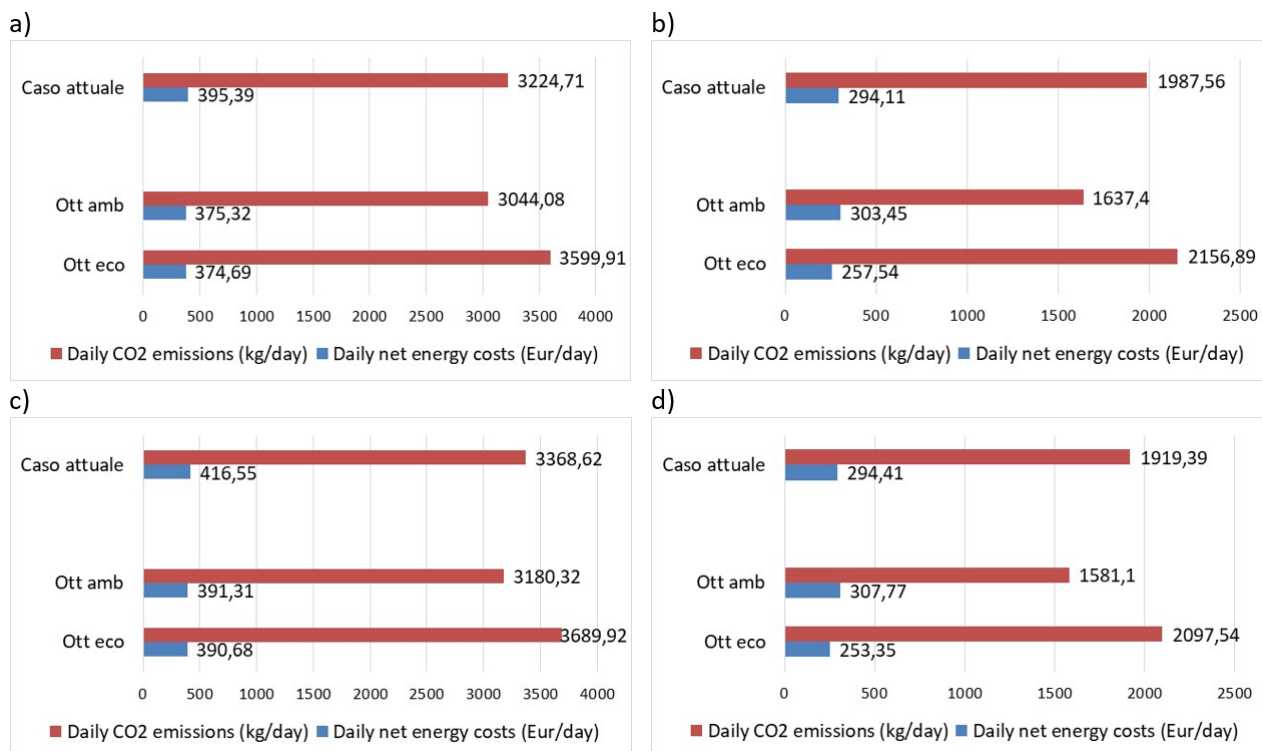 a)
Caso attuale
3224,71
395,39
Ott amb
3044,08
375,32
Ott eco
3599,91
374,69
0 500 1000 1500 2000 2500 3000 3500 4000
Daily CO2 emissions (kg/day) Daily net energy costs (Eur/day)
b)
Caso attuale
1987,56
294,11
Ott amb
1637,4
303,45
Ott eco
2156,89
257,54
0 500 1000 1500 2000 2500
Daily CO2 emissions (kg/day) Daily net energy costs (Eur/day)
c)
Caso attuale
3368,62
416,55
Ott amb
3180,32
391,31
Ott eco
3689,92
390,68
0 500 1000 1500 2000 2500 3000 3500 4000
Daily CO2 emissions (kg/day) Daily net energy costs (Eur/day)
d)
Caso attuale
1919,39
294,41
Ott amb
1581,1
307,77
Ott eco
2097,54
253,35
0 500 1000 1500 2000 2500
Daily CO2 emissions (kg/day) Daily net energy costs (Eur/day)